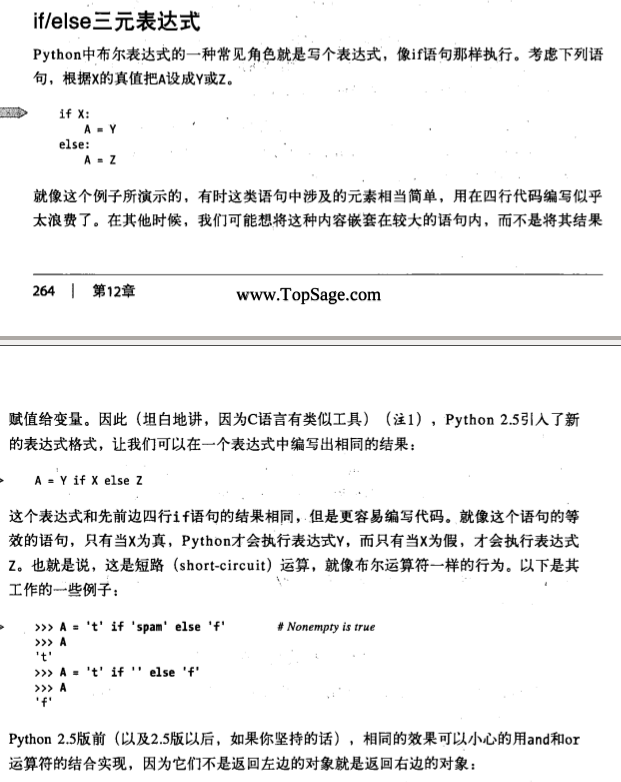 if/else三元表达式
Python中布尔表达式的一种常见角色就是写个表达式，像if语句那样执行。考虑下列语
句，根据X的真值把A设成Y或Z。
if X:
    A = Y
else:
    A = Z
就像这个例子所演示的，有时这类语句中涉及的元素相当简单，用在四行代码编写似乎
太浪费了。在其他时候，我们可能想将这种内容嵌套在较大的语句内，而不是将其结果
264 | 第12章
www.TopSage.com
赋值给变量。因此（坦白地讲，因为C语言有类似工具）（注1），Python 2.5引入了新
的表达式格式，让我们可以在一个表达式中编写出相同的结果：
A = Y if X else Z
这个表达式和先前边四行if语句的结果相同，但是更容易编写代码。就像这个语句的等
效的语句，只有当X为真，Python才会执行表达式Y，而只有当X为假，才会执行表达式
Z。也就是说，这是短路（short-circuit）运算，就像布尔运算符一样的行为。以下是其
工作的一些例子：
>>> A = 't' if 'spam' else 'f' # Nonempty is true
>>> A
't'
>>> A = 't' if '' else 'f'
>>> A
'f'
Python 2.5版前（以及2.5版以后，如果你坚持的话），相同的效果可以小心的用and和or
运算符的结合实现，因为它们不是返回左边的对象就是返回右边的对象：